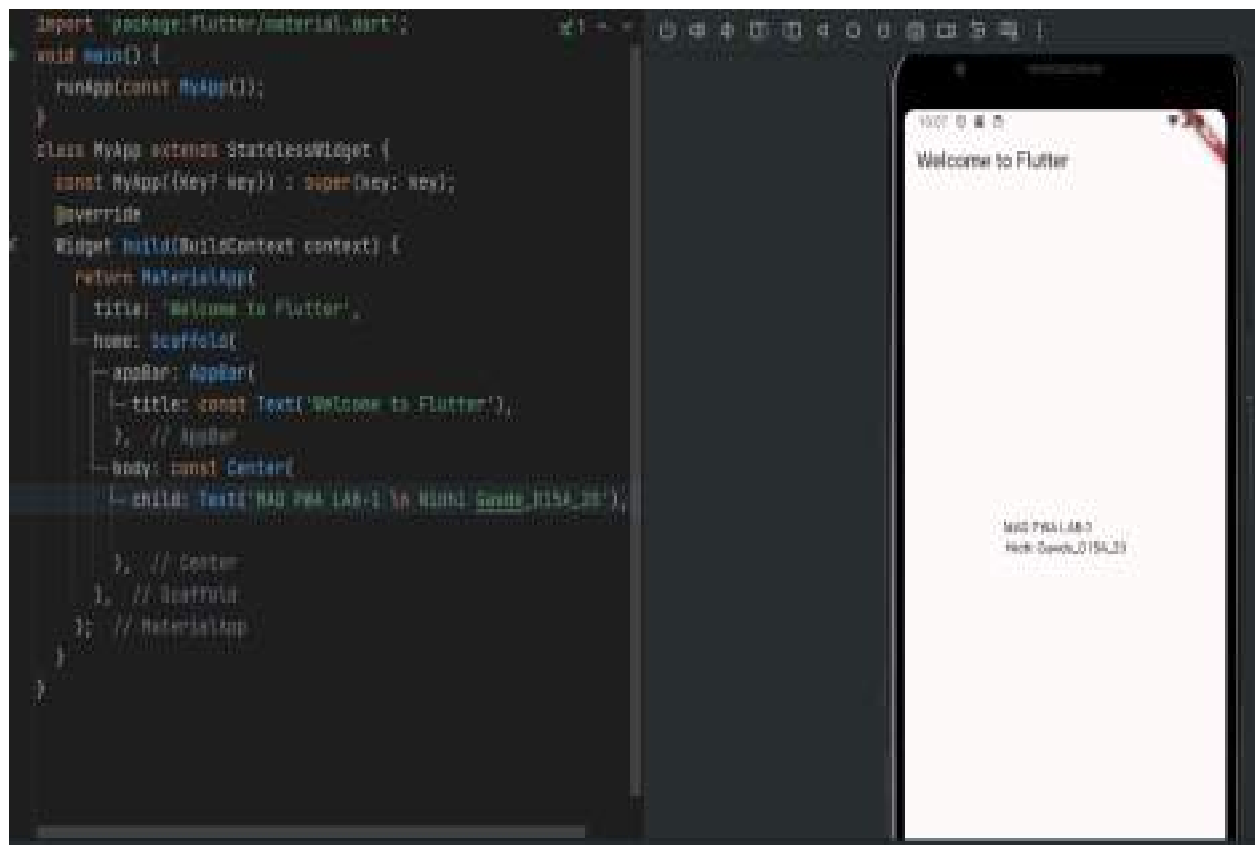 import 'package:flutter/material.dart';
void main() {
runApp(const MyApp());
}
class MyApp extends StatelessWidget {
const MyApp({Key? key}) : super(key: key);
@override
Widget build(BuildContext context) {
return MaterialApp(
title: 'Welcome to Flutter',
home: Scaffold(
appBar: AppBar(
title: const Text('Welcome to Flutter'),
), // AppBar
body: const Center(
child: Text('MAD PWA LAB-1 \n Nidhi
), // Center
), // Scaffold
); // MaterialApp
}
}
Welcome to Flutter
MAD PWA LAB-1
Nidhi